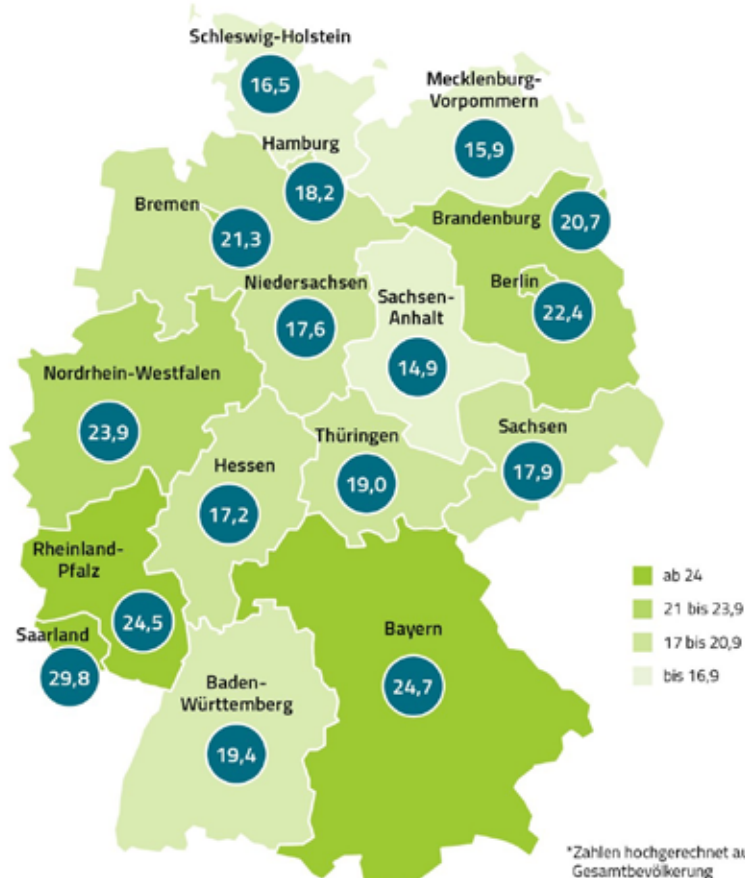 Schleswig-Holstein
16,5
Mecklenburg-
Vorpommern
15,9
Hamburg
18,2
Bremen
21,3
Brandenburg
20,7
Niedersachsen
17,6
Sachsen-
Anhalt
14,9
Berlin
22,4
Nordrhein-Westfalen
23,9
Hessen
17,2
Thüringen
19,0
Sachsen
17,9
Rheinland-
Pfalz
24,5
Saarland
29,8
Baden-
Württemberg
19,4
Bayern
24,7
ab 24
21 bis 23,9
17 bis 20,9
bis 16,9
*Zahlen hochgerechnet au
Gesamtbevölkerung